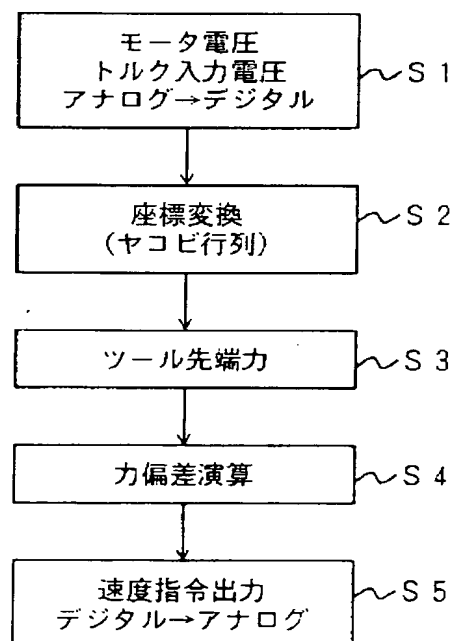 モータ電圧
トルク入力電圧
アナログ→デジタル
S1
座標変換
(ヤコビ行列)
S2
ツール先端力
S3
力偏差演算
S4
速度指令出力
デジタル→アナログ
S5